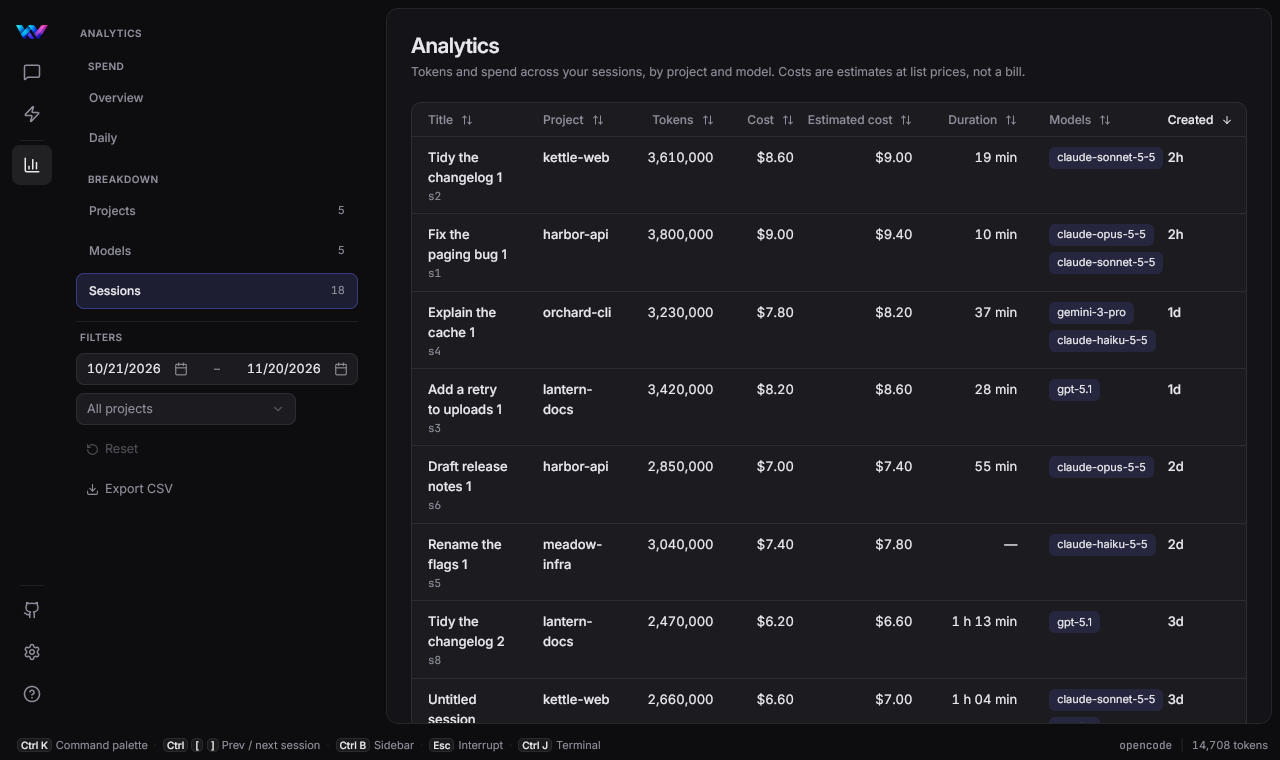 ANALYTICS
SPEND
Overview
Daily
BREAKDOWN
Projects 5
Models 5
Sessions 18
FILTERS
10/21/2026 – 11/20/2026
All projects
Reset
Export CSV
Analytics
Tokens and spend across your sessions, by project and model. Costs are estimates at list prices, not a bill.
Title Project Tokens Cost Estimated cost Duration Models Created
Tidy the kettle-web 3,610,000 $8.60 $9.00 19 min claude-sonnet-5-5 2h
changelog 1
s2
Fix the harbor-api 3,800,000 $9.00 $9.40 10 min claude-opus-5-5 2h
paging bug 1 claude-sonnet-5-5
s1
Explain the orchard-cli 3,230,000 $7.80 $8.20 37 min gemini-3-pro 1d
cache 1 claude-haiku-5-5
s4
Add a retry lantern- 3,420,000 $8.20 $8.60 28 min gpt-5.1 1d
to uploads 1 docs
s3
Draft release harbor-api 2,850,000 $7.00 $7.40 55 min claude-opus-5-5 2d
notes 1
s6
Rename the meadow- 3,040,000 $7.40 $7.80 — claude-haiku-5-5 2d
flags 1 infra
s5
Tidy the lantern- 2,470,000 $6.20 $6.60 1 h 13 min gpt-5.1 3d
changelog 2 docs
s8
Untitled kettle-web 2,660,000 $6.60 $7.00 1 h 04 min claude-sonnet-5-5 3d
session
Ctrl K Command palette · Ctrl [ ] Prev / next session · Ctrl B Sidebar · Esc Interrupt · Ctrl J Terminal
opencode 14,708 tokens